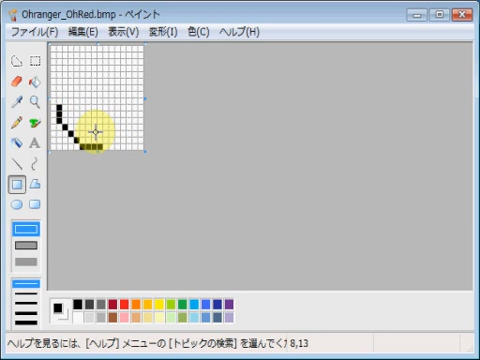 Ohranger_OhRed.bmp - ペイント
ファイル(F) 編集(E) 表示(V) 変形(I) 色(C) ヘルプ(H)
A
ヘルプを見るには、[ヘルプ] メニューの [トピックの検索] を選んでく 8,13